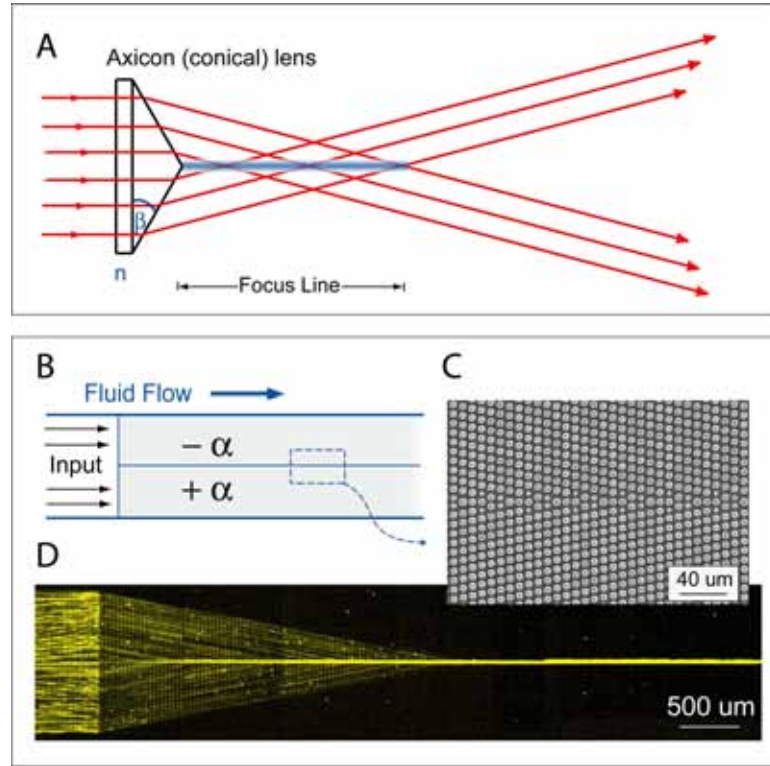 A
Axicon (conical) lens
β
n
Focus Line
B
C
Fluid Flow
− α
Input
+ α
D
40 um
500 um